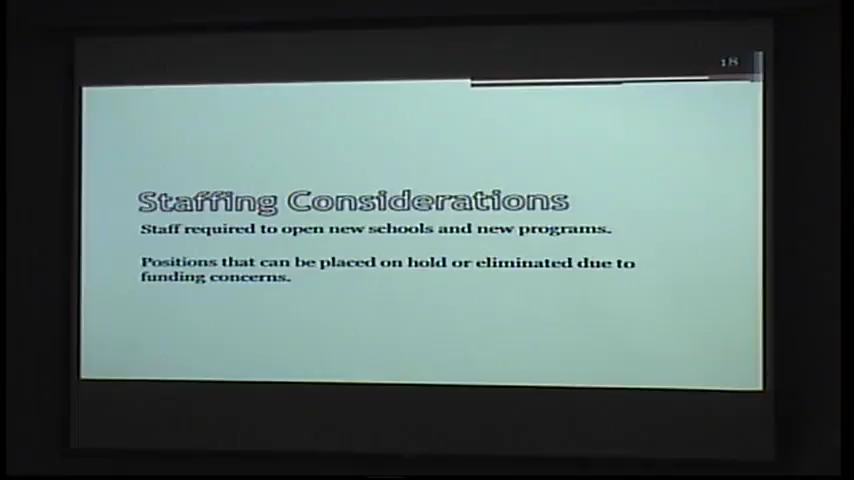 18
Staffing Considerations
Staff required to open new schools and new programs.
Positions that can be placed on hold or eliminated due to
funding concerns.